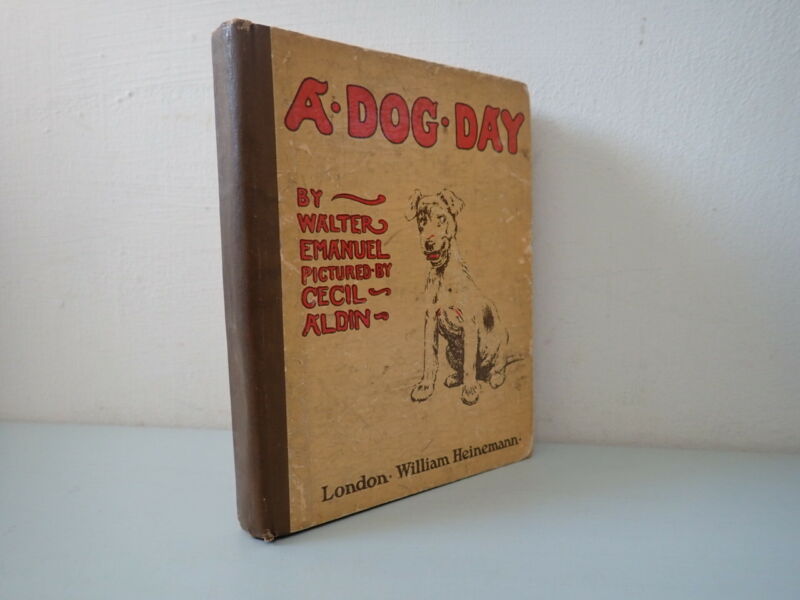 A·DOG·DAY
BY
WALTER
EMANUEL
PICTURED·BY
CECIL
ALDIN
London· William Heinemann·